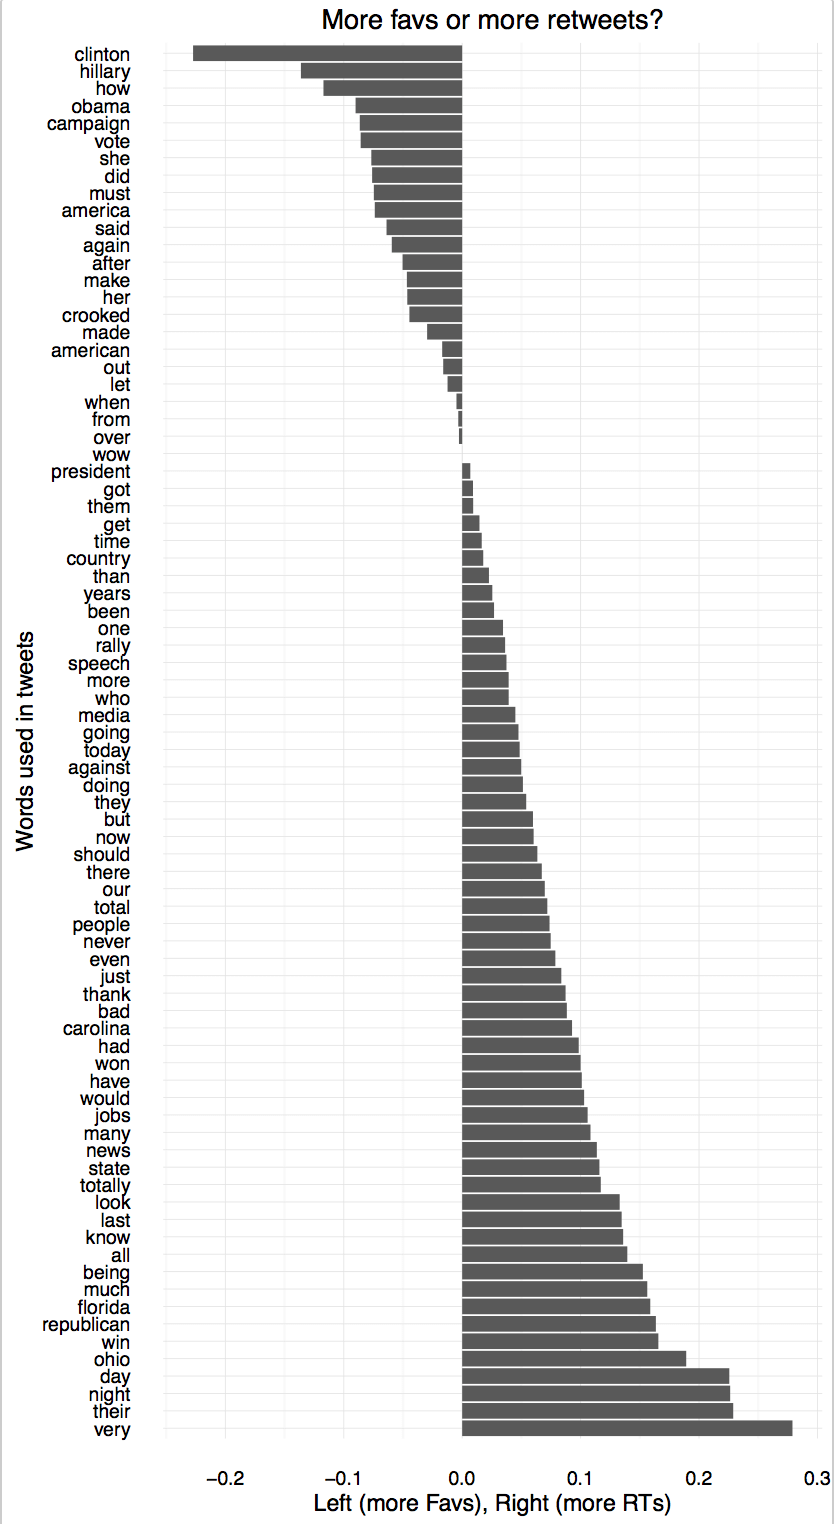 More favs or more retweets?
clinton
hillary
how
obama
campaign
vote
she
did
must
america
said
again
after
make
her
crooked
made
american
out
let
when
from
over
wow
president
got
them
get
time
country
than
years
been
one
rally
speech
more
who
media
going
today
against
doing
they
but
now
should
there
our
total
people
never
even
just
thank
bad
carolina
had
won
have
would
jobs
many
news
state
totally
look
last
know
all
being
much
florida
republican
win
ohio
day
night
their
very
Words used in tweets
−0.2 −0.1 0.0 0.1 0.2 0.3
Left (more Favs), Right (more RTs)